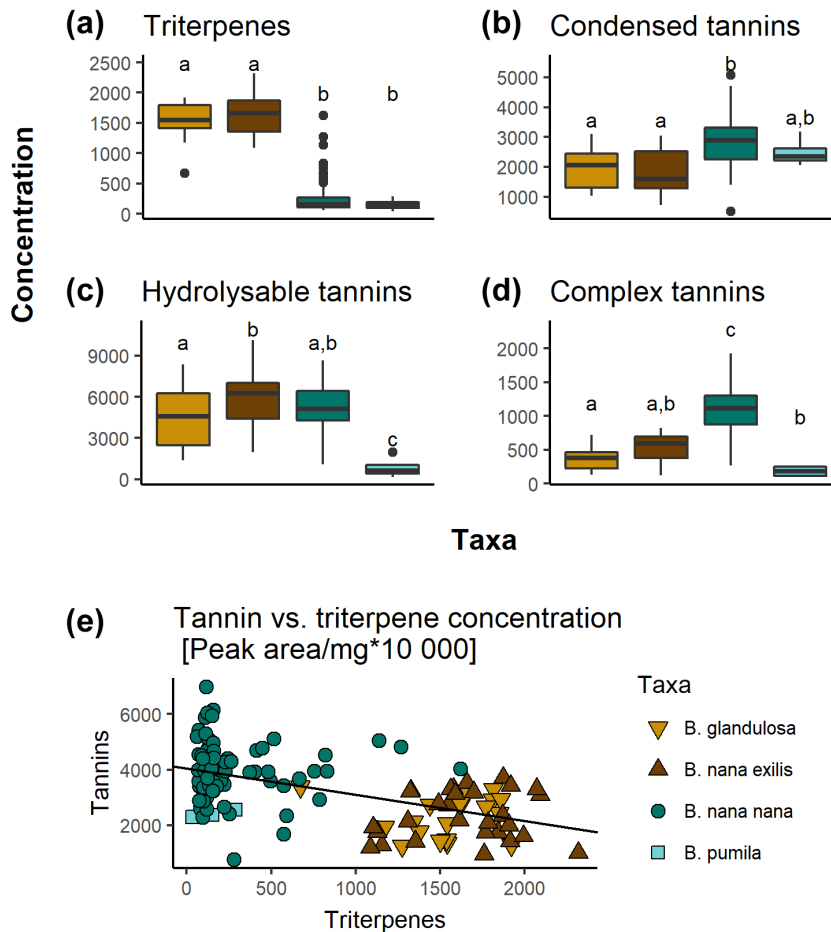 (a) Triterpenes
2500
2000
1500
1000
500
0
a a b b
(b) Condensed tannins
5000
4000
3000
2000
1000
a a b a,b
Concentration
(c) Hydrolysable tannins
9000
6000
3000
0
a b a,b c
(d) Complex tannins
2000
1500
1000
500
0
a a,b c b
Taxa
(e) Tannin vs. triterpene concentration
[Peak area/mg*10 000]
Tannins
6000
4000
2000
0 500 1000 1500 2000
Triterpenes
Taxa
B. glandulosa
B. nana exilis
B. nana nana
B. pumila